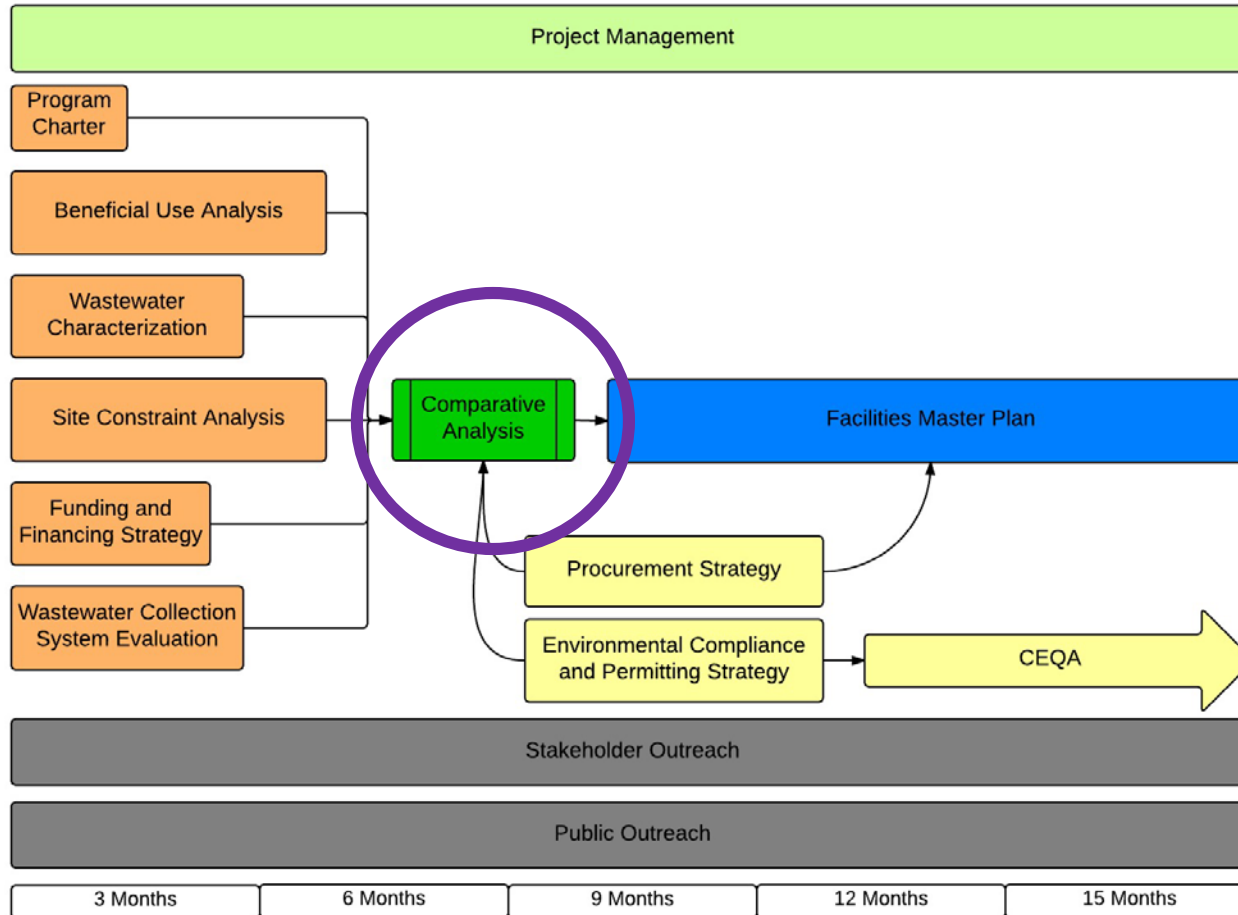 Project Management
Program
Charter
Beneficial Use Analysis
Wastewater
Characterization
Site Constraint Analysis
Comparative
Analysis
Facilities Master Plan
Funding and
Financing Strategy
Procurement Strategy
Wastewater Collection
System Evaluation
Environmental Compliance
and Permitting Strategy
CEQA
Stakeholder Outreach
Public Outreach
3 Months
6 Months
9 Months
12 Months
15 Months